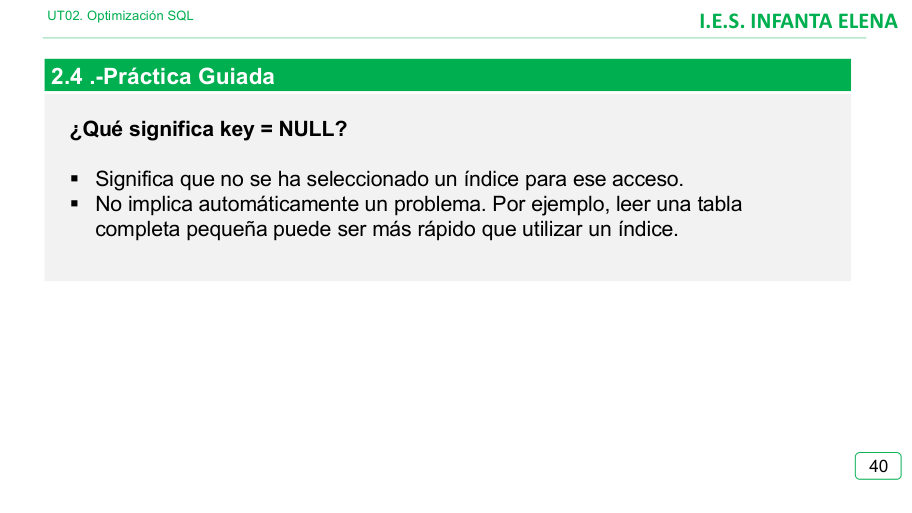 UT02. Optimización SQL
I.E.S. INFANTA ELENA
2.4 .-Práctica Guiada
¿Qué significa key = NULL?
▪ Significa que no se ha seleccionado un índice para ese acceso.
▪ No implica automáticamente un problema. Por ejemplo, leer una tabla
completa pequeña puede ser más rápido que utilizar un índice.
40